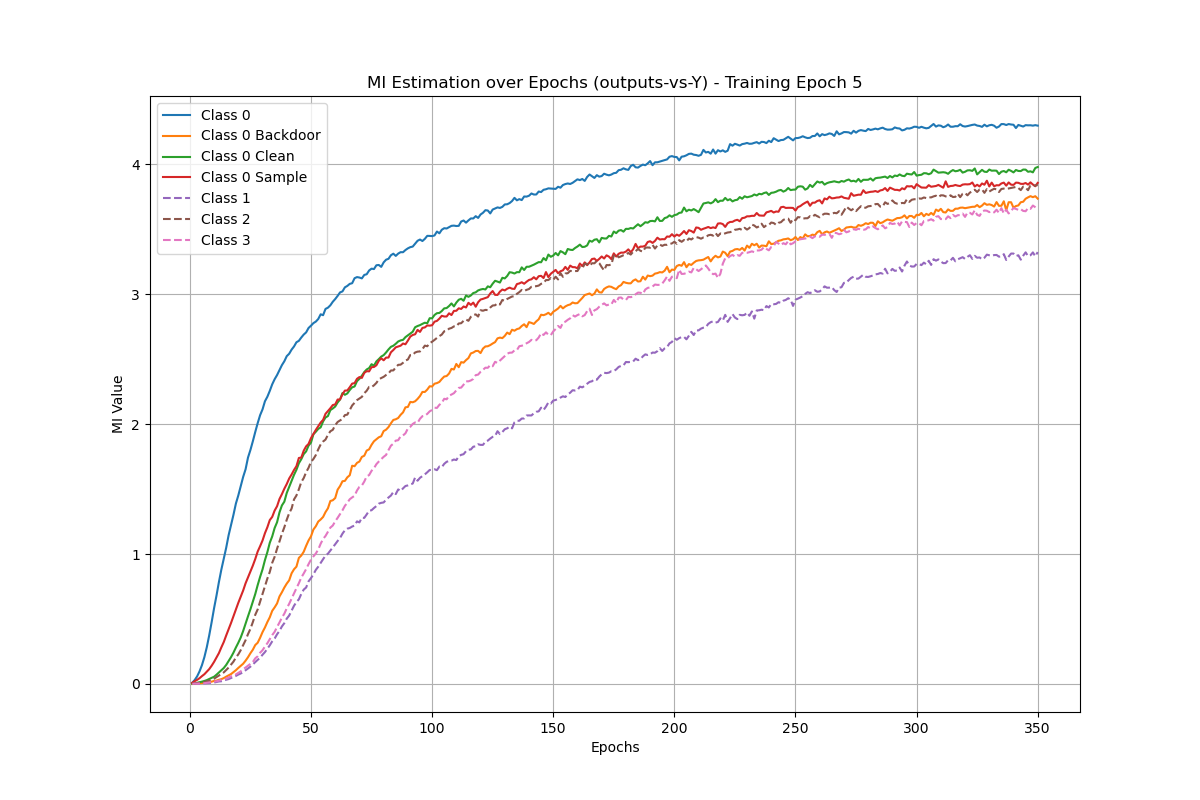 MI Estimation over Epochs (outputs-vs-Y) - Training Epoch 5
Class 0
Class 0 Backdoor
Class 0 Clean
Class 0 Sample
Class 1
Class 2
Class 3
MI Value
4
3
2
1
0
0 50 100 150 200 250 300 350
Epochs